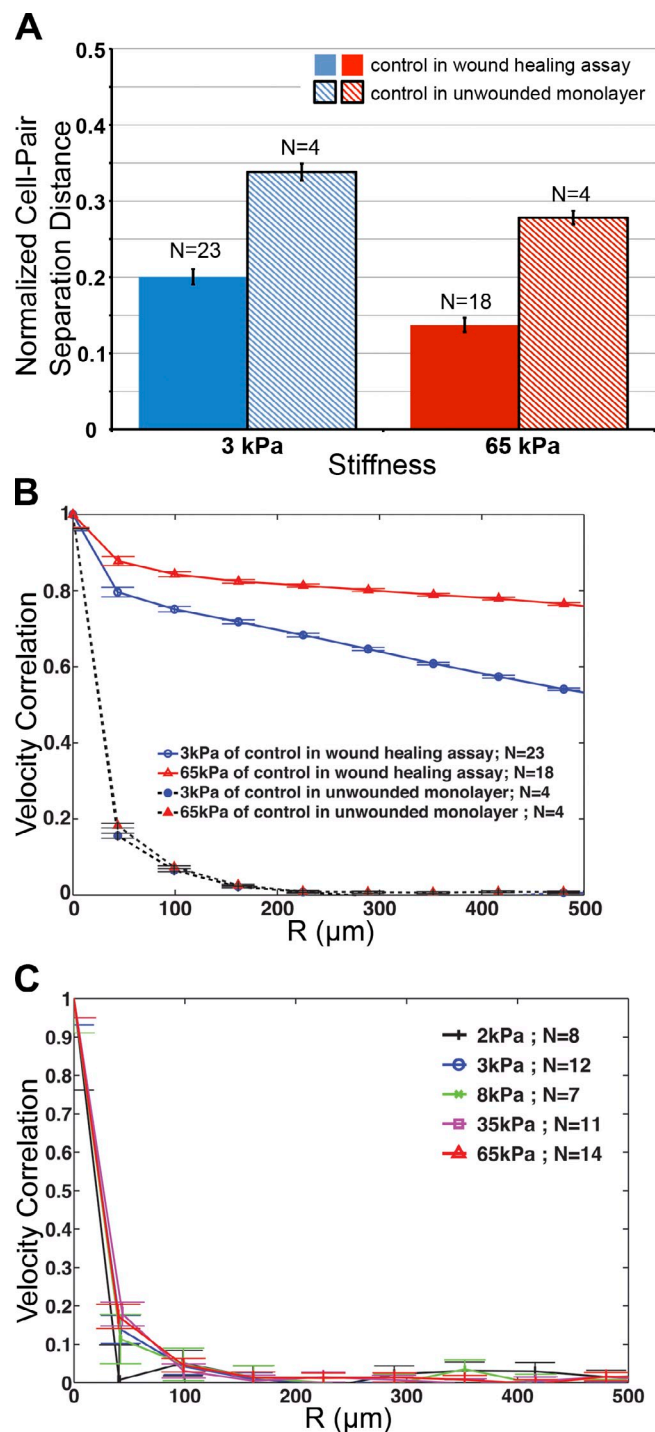 A
Normalized Cell-Pair
Separation Distance
0.5
0.4
0.3
0.2
0.1
0
control in wound healing assay
control in unwounded monolayer
N=23
N=4
N=18
N=4
3 kPa
65 kPa
Stiffness
B
Velocity Correlation
1
0.8
0.6
0.4
0.2
0
3kPa of control in wound healing assay; N=23
65kPa of control in wound healing assay; N=18
3kPa of control in unwounded monolayer; N=4
65kPa of control in unwounded monolayer ; N=4
0 100 200 300 400 500
R (µm)
C
Velocity Correlation
1
0.9
0.8
0.7
0.6
0.5
0.4
0.3
0.2
0.1
0
2kPa ; N=8
3kPa ; N=12
8kPa ; N=7
35kPa ; N=11
65kPa ; N=14
0 100 200 300 400 500
R (µm)